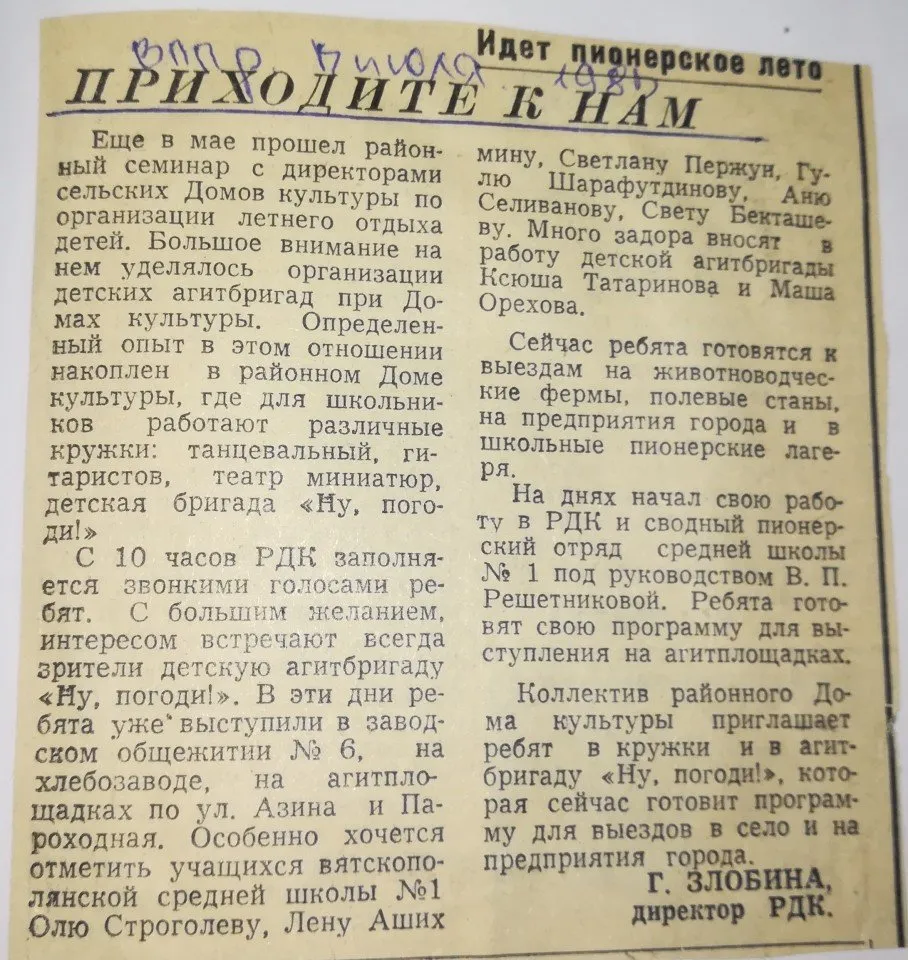 Идет пионерское лето
ПРИХОДИТЕ К НАМ
Еще в мае прошел район-
ный семинар с директорами
сельских Домов культуры по
организации летнего отдыха
детей. Большое внимание на
нем уделялось организации
детских агитбригад при До-
мах культуры. Определен-
ный опыт в этом отношении
накоплен в районном Доме
культуры, где для школьни-
ков работают различные
кружки: танцевальный, ги-
таристов, театр миниатюр,
детская бригада «Ну, пого-
ди!»
С 10 часов РДК заполня-
ется звонкими голосами ре-
бят. С большим желанием,
интересом встречают всегда
зрители детскую агитбригаду
«Ну, погоди!». В эти дни ре-
бята уже выступили в завод-
ском общежитии № 6, на
хлебозаводе, на агитпло-
щадках по ул. Азина и Па-
роходная. Особенно хочется
отметить учащихся вятскопо-
лянской средней школы №1
Олю Строголеву, Лену Аших
мину, Светлану Пержун, Гу-
лю Шарафутдинову, Аню
Селиванову, Свету Бекташе-
ву. Много задора вносят в
работу детской агитбригады
Ксюша Татаринова и Маша
Орехова.
Сейчас ребята готовятся к
выездам на животноводчес-
ские фермы, полевые станы,
на предприятия города и в
школьные пионерские лаге-
ря.
На днях начал свою рабо-
ту в РДК и сводный пионер-
ский отряд средней школы
№ 1 под руководством В. П.
Решетниковой. Ребята гото-
вят свою программу для вы-
ступления на агитплощадках.
Коллектив районного До-
ма культуры приглашает
ребят в кружки и в агит-
бригаду «Ну, погоди!», кото-
рая сейчас готовит програм-
му для выездов в село и на
предприятия города.
Г. ЗЛОБИНА,
директор РДК.